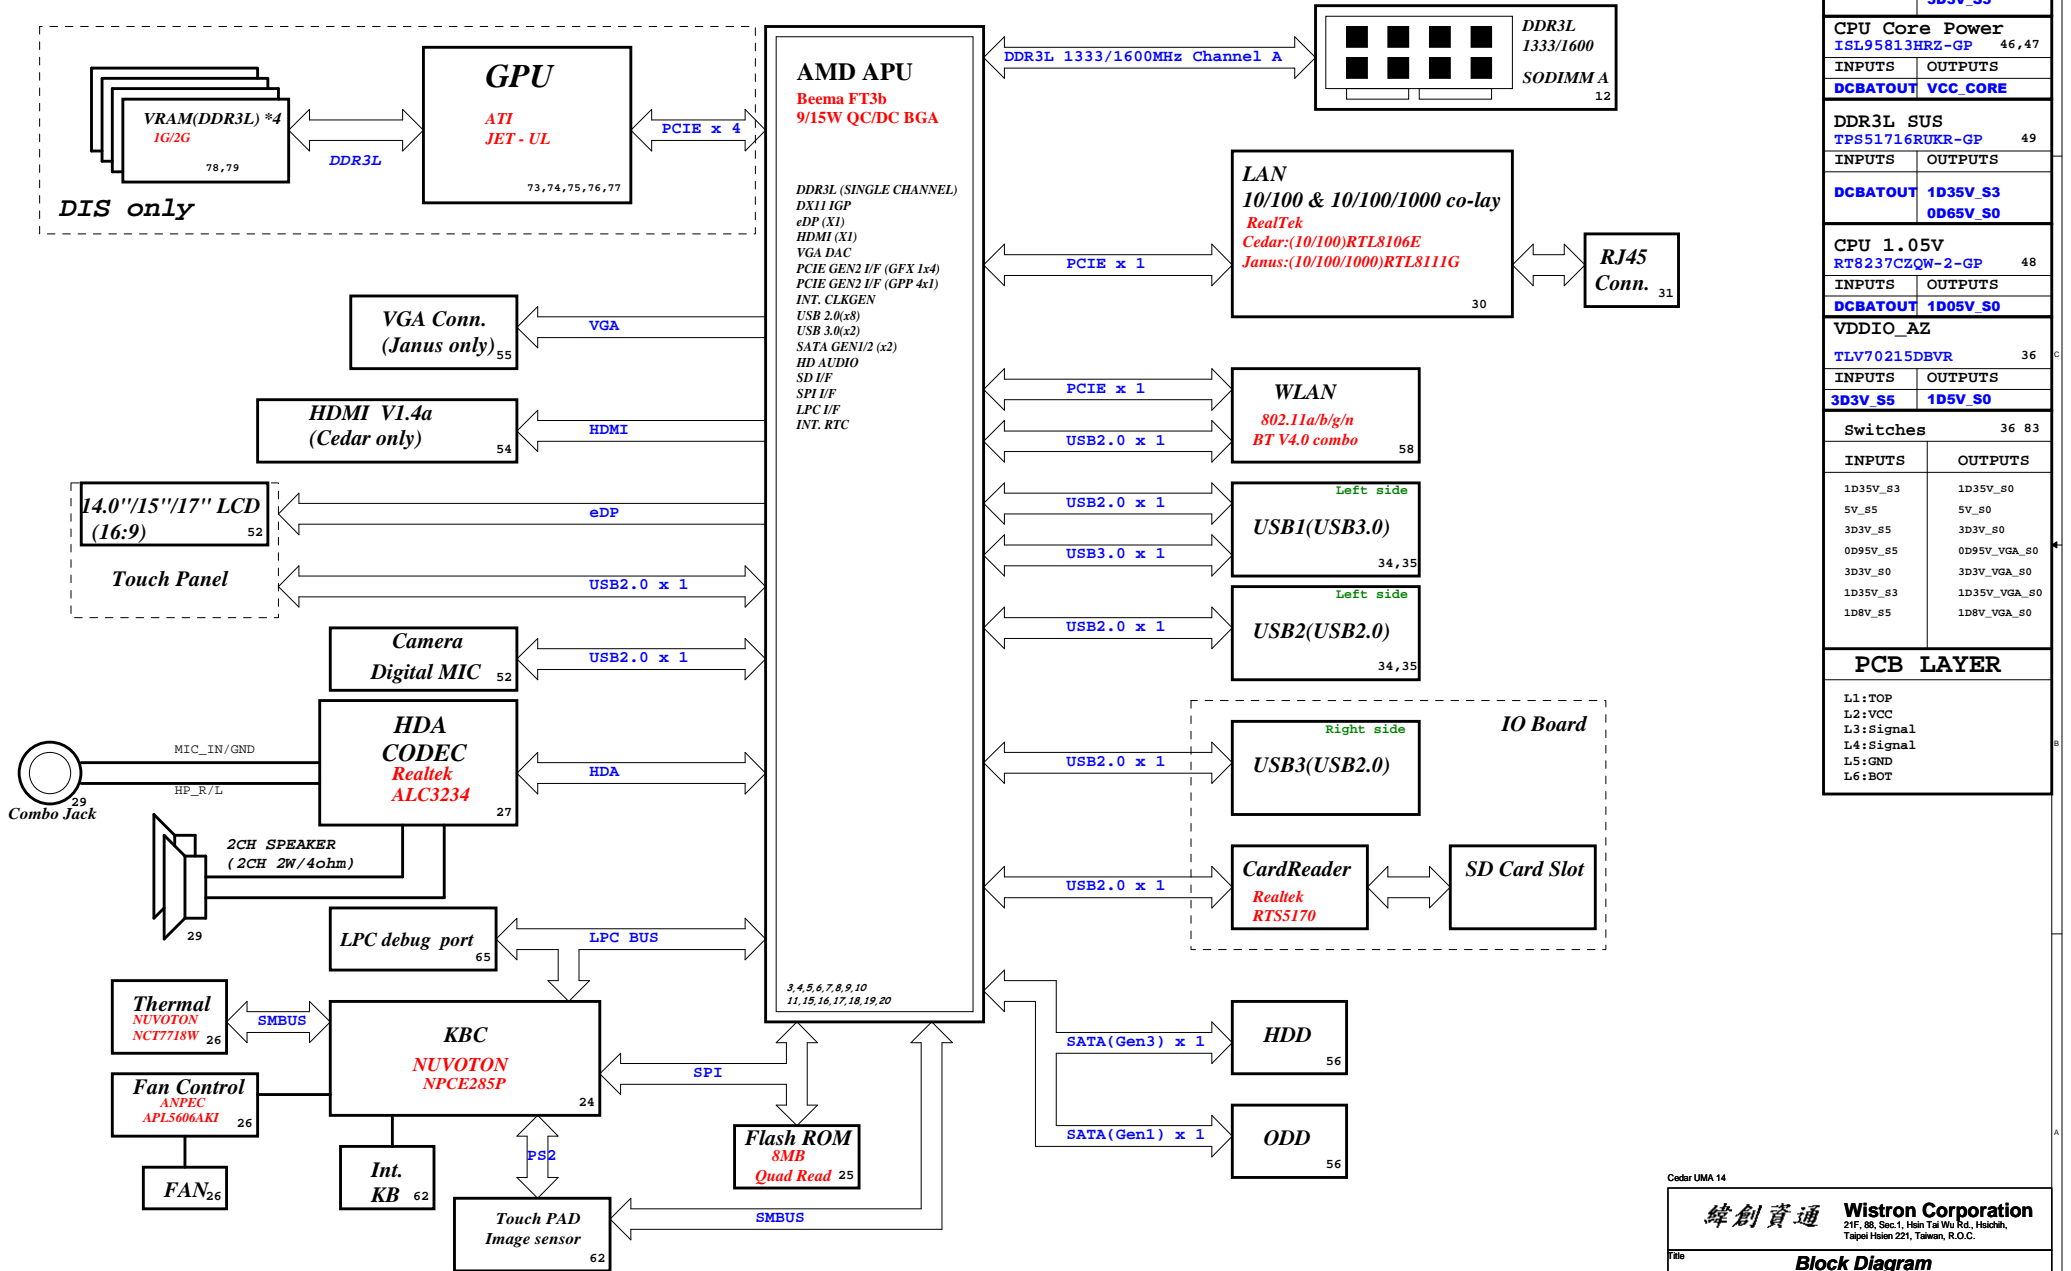 DIS only
VRAM(DDR3L) *4
1G/2G
78,79
DDR3L
GPU
ATI
JET - UL
73,74,75,76,77
PCIE x 4
VGA Conn.
(Janus only)
55
VGA
HDMI V1.4a
(Cedar only)
54
HDMI
14.0"/15"/17" LCD
(16:9)
52
eDP
Touch Panel
USB2.0 x 1
Camera
Digital MIC
52
USB2.0 x 1
HDA
CODEC
Realtek
ALC3234
27
HDA
MIC_IN/GND
HP_R/L
29
Combo Jack
2CH SPEAKER
(2CH 2W/4ohm)
29
LPC debug port
65
LPC BUS
Thermal
NUVOTON
NCT7718W
26
SMBUS
KBC
NUVOTON
NPCE285P
24
SPI
Fan Control
ANPEC
APL5606AKI
26
FAN
26
Int.
KB
62
PS2
Touch PAD
Image sensor
62
SMBUS
Flash ROM
8MB
Quad Read
25
AMD APU
Beema FT3b
9/15W QC/DC BGA
DDR3L (SINGLE CHANNEL)
DX11 IGP
eDP (X1)
HDMI (X1)
VGA DAC
PCIE GEN2 I/F (GFX 1x4)
PCIE GEN2 I/F (GPP 4x1)
INT. CLKGEN
USB 2.0(x8)
USB 3.0(x2)
SATA GEN1/2 (x2)
HD AUDIO
SD I/F
SPI I/F
LPC I/F
INT. RTC
3,4,5,6,7,8,9,10
11,15,16,17,18,19,20
DDR3L 1333/1600MHz Channel A
DDR3L
1333/1600
SODIMM A
12
LAN
10/100 & 10/100/1000 co-lay
RealTek
Cedar:(10/100)RTL8106E
Janus:(10/100/1000)RTL8111G
30
PCIE x 1
RJ45
Conn.
31
PCIE x 1
USB2.0 x 1
WLAN
802.11a/b/g/n
BT V4.0 combo
58
USB2.0 x 1
USB3.0 x 1
Left side
USB1(USB3.0)
34,35
USB2.0 x 1
Left side
USB2(USB2.0)
34,35
IO Board
USB2.0 x 1
Right side
USB3(USB2.0)
USB2.0 x 1
CardReader
Realtek
RTS5170
SD Card Slot
SATA(Gen3) x 1
HDD
56
SATA(Gen1) x 1
ODD
56
3D3V_S5
CPU Core Power
ISL95813HRZ-GP 46,47
INPUTS OUTPUTS
DCBATOUT VCC_CORE
DDR3L SUS
TPS51716RUKR-GP 49
INPUTS OUTPUTS
DCBATOUT 1D35V_S3
0D65V_S0
CPU 1.05V
RT8237CZQW-2-GP 48
INPUTS OUTPUTS
DCBATOUT 1D05V_S0
VDDIO_AZ
TLV70215DBVR 36
INPUTS OUTPUTS
3D3V_S5 1D5V_S0
Switches 36 83
INPUTS OUTPUTS
1D35V_S3 1D35V_S0
5V_S5 5V_S0
3D3V_S5 3D3V_S0
0D95V_S5 0D95V_VGA_S0
3D3V_S0 3D3V_VGA_S0
1D35V_S3 1D35V_VGA_S0
1D8V_S5 1D8V_VGA_S0
PCB LAYER
L1:TOP
L2:VCC
L3:Signal
L4:Signal
L5:GND
L6:BOT
C
B
A
Cedar UMA 14
緯創資通 Wistron Corporation
21F, 88, Sec.1, Hsin Tai Wu Rd., Hsichih,
Taipei Hsien 221, Taiwan, R.O.C.
Title
Block Diagram